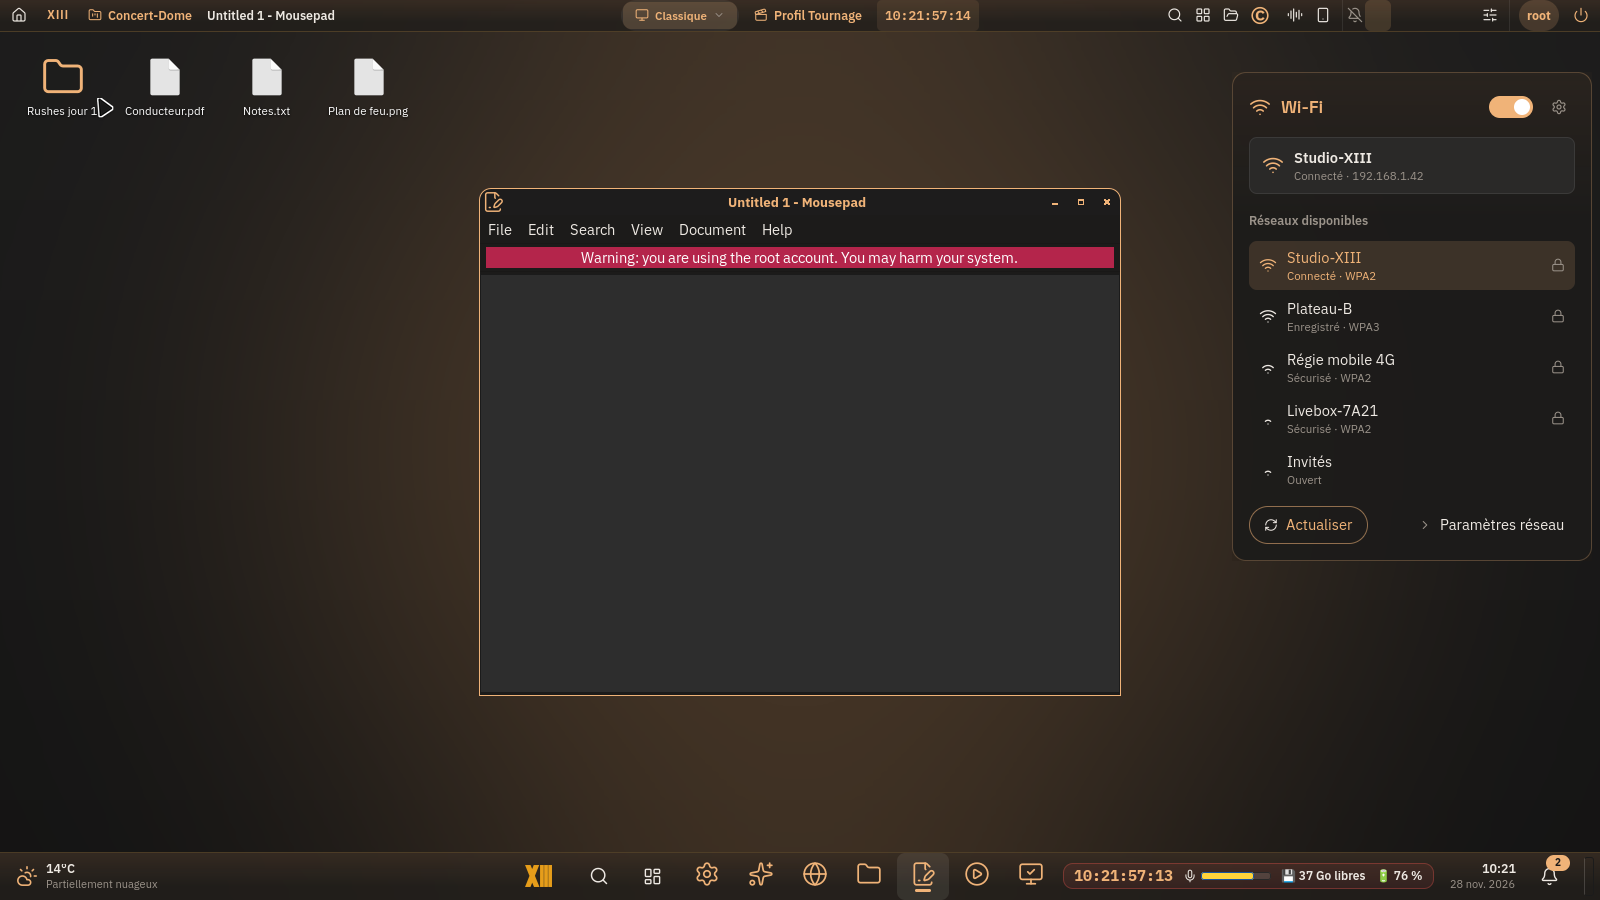 XIII Concert-Dome Untitled 1 - Mousepad Classique Profil Tournage 10:21:57:14 root
Rushes jour 1 Conducteur.pdf Notes.txt Plan de feu.png
Wi-Fi
Studio-XIII
Connecté · 192.168.1.42
Réseaux disponibles
Studio-XIII
Connecté · WPA2
Plateau-B
Enregistré · WPA3
Régie mobile 4G
Sécurisé · WPA2
Livebox-7A21
Sécurisé · WPA2
Invités
Ouvert
Actualiser Paramètres réseau
Untitled 1 - Mousepad
File Edit Search View Document Help
Warning: you are using the root account. You may harm your system.
14°C
Partiellement nuageux
XIII
10:21:57:13 37 Go libres 76 %
10:21
28 nov. 2026
2